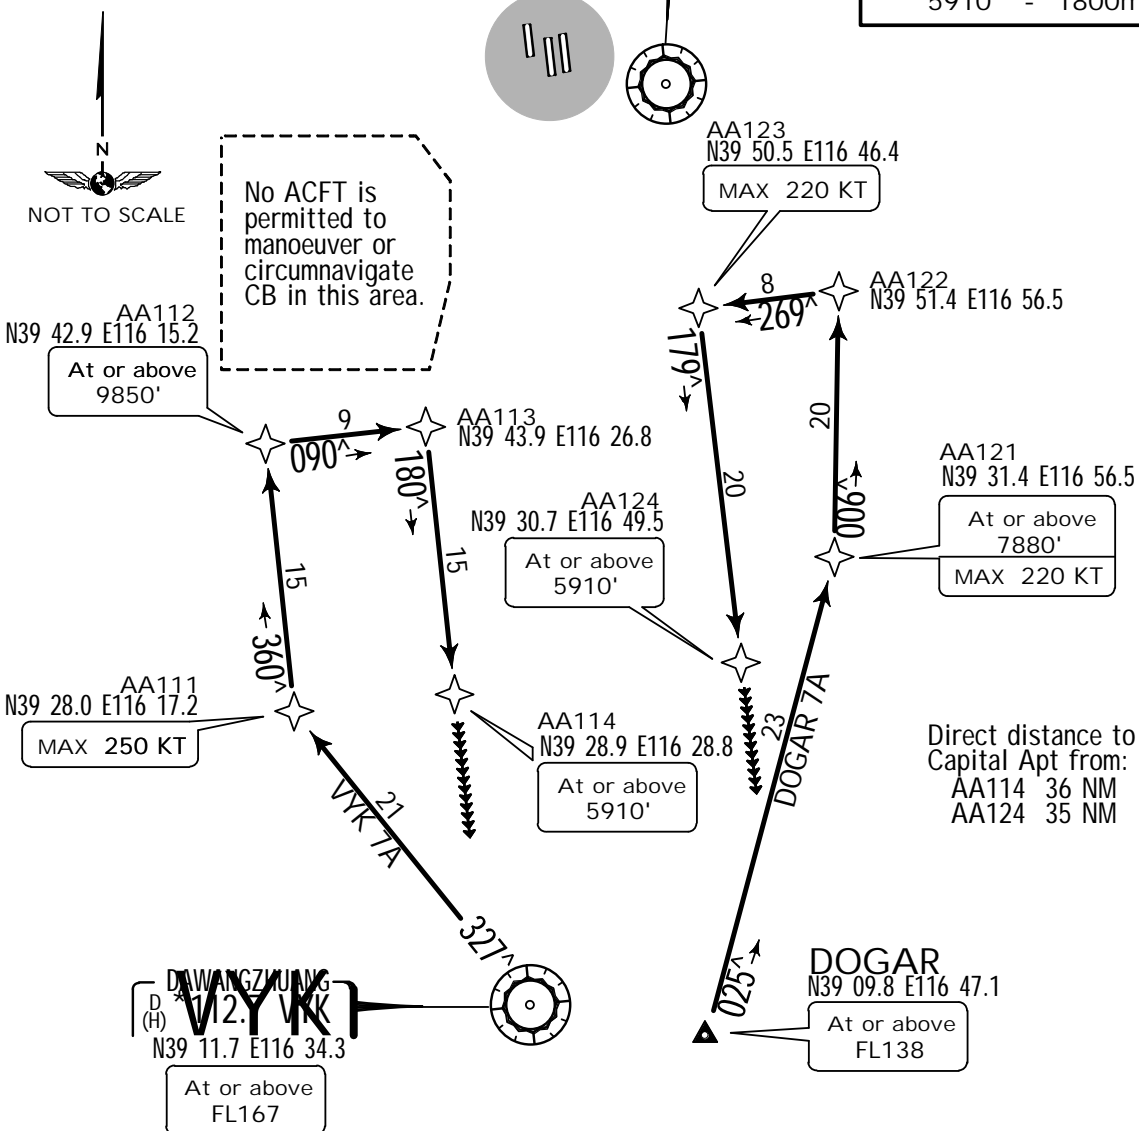 5910' - 1800m
N
NOT TO SCALE
No ACFT is
permitted to
manoeuver or
circumnavigate
CB in this area.
AA123
N39 50.5 E116 46.4
MAX 220 KT
AA122
N39 51.4 E116 56.5
8
269^
179^
20
20
006^
AA112
N39 42.9 E116 15.2
At or above
9850'
9
090^
AA113
N39 43.9 E116 26.8
180^
15
15
360^
AA121
N39 31.4 E116 56.5
At or above
7880'
MAX 220 KT
AA124
N39 30.7 E116 49.5
At or above
5910'
AA111
N39 28.0 E116 17.2
MAX 250 KT
AA114
N39 28.9 E116 28.8
At or above
5910'
23
DOGAR 7A
025^
Direct distance to
Capital Apt from:
AA114 36 NM
AA124 35 NM
21
VYK 7A
327^
DAWANGZHUANG
VYK
D
(H)
VYK
N39 11.7 E116 34.3
At or above
FL167
DOGAR
N39 09.8 E116 47.1
At or above
FL138